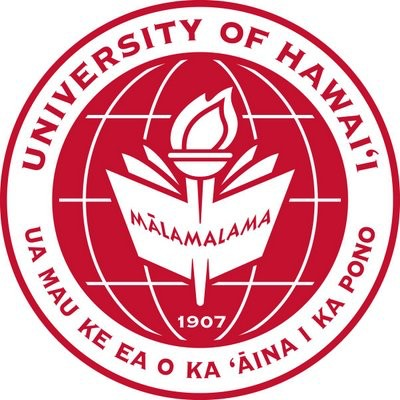 UNIVERSITY OF HAWAIʻI
MĀLAMALAMA
1907
UA MAU KE EA O KA ʻĀINA I KA PONO